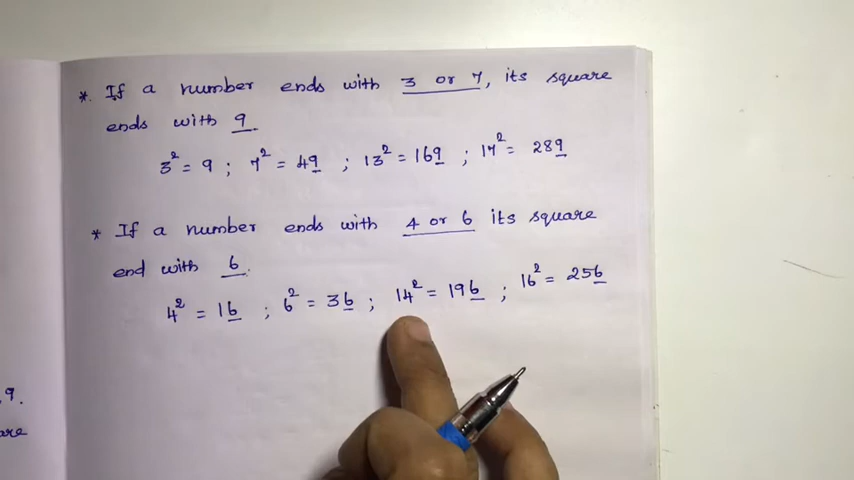 *. If a number ends with 3 or 7, its square
ends with 9.
3² = 9 ; 7² = 49 ; 13² = 169 ; 17² = 289
* If a number ends with 4 or 6 its square
end with 6.
4² = 16 ; 6² = 36 ; 14² = 196 ; 16² = 256
, 9.
are